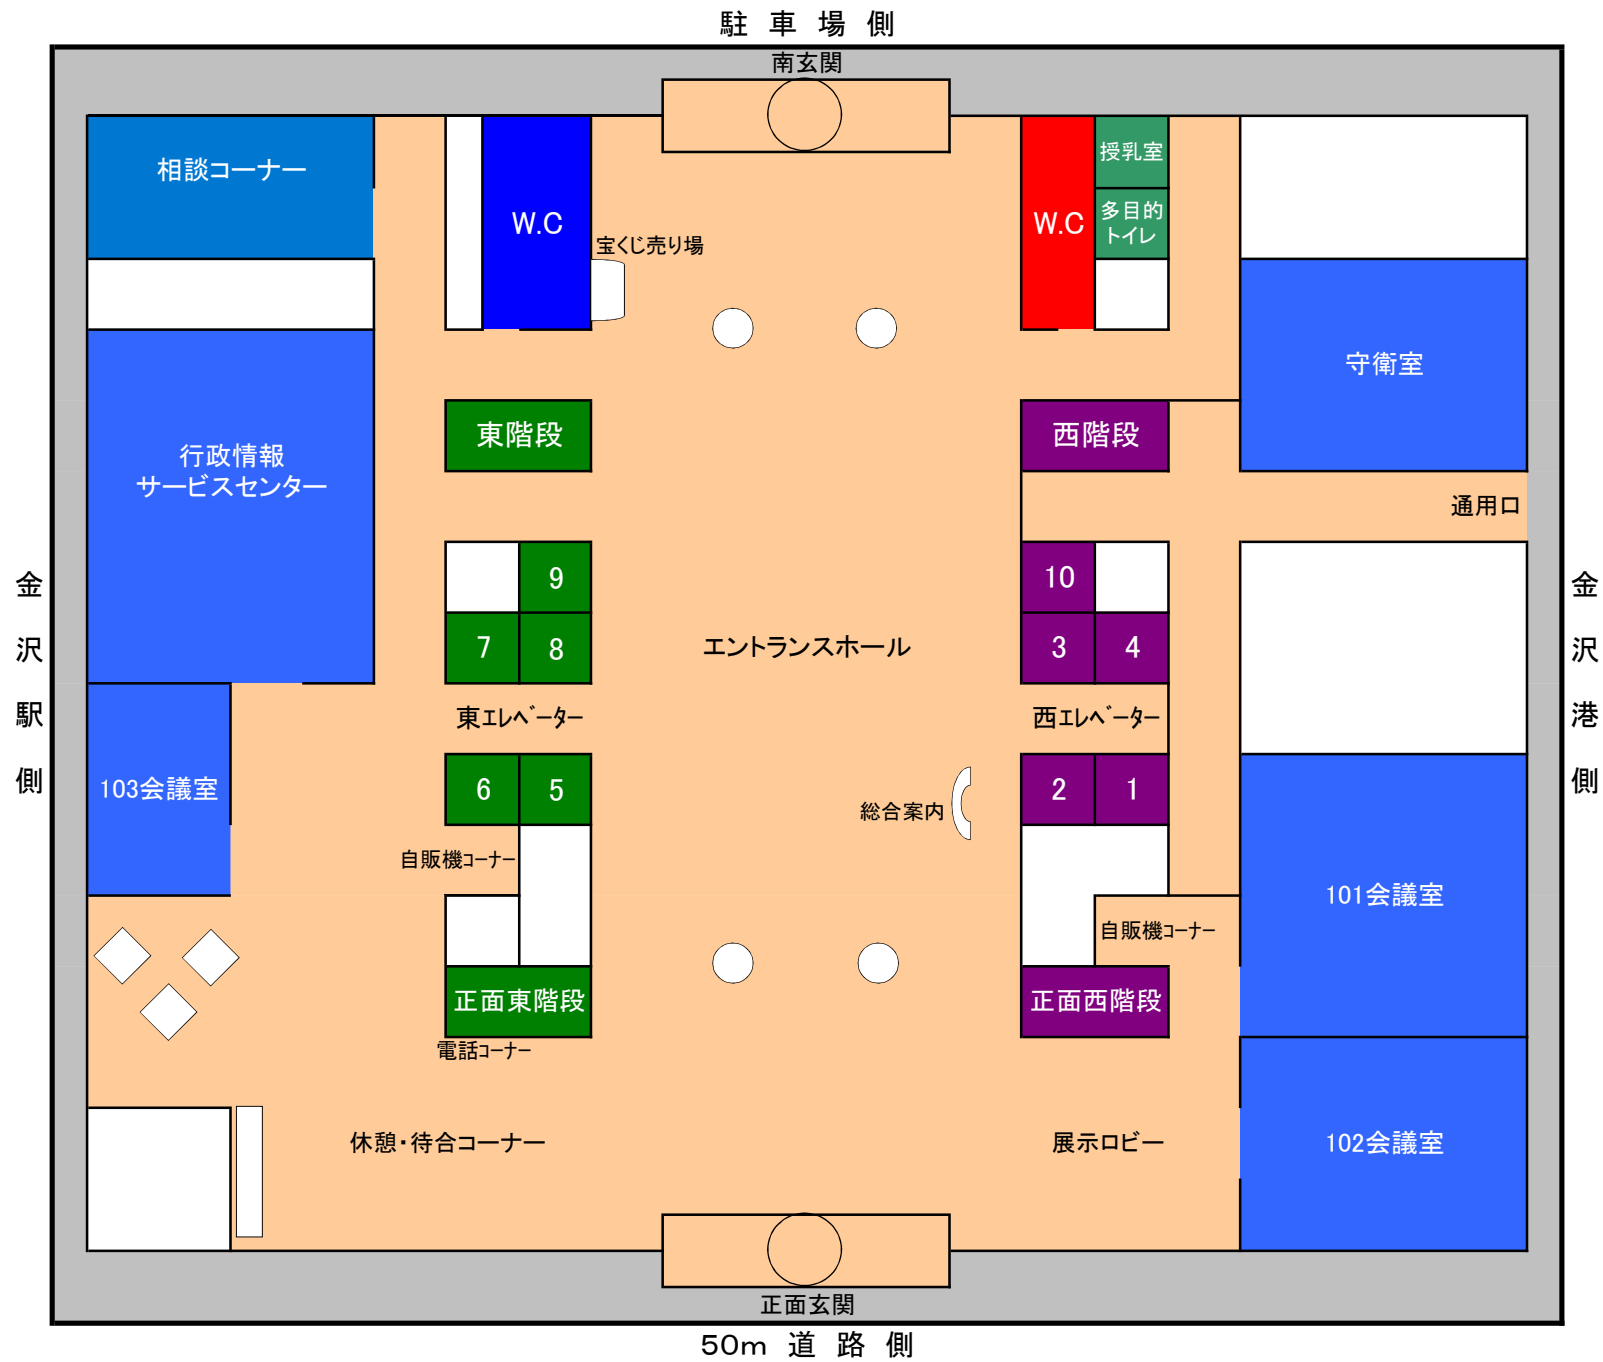 駐車場側
南玄関
相談コーナー
W.C
宝くじ売り場
W.C
授乳室
多目的
トイレ
守衛室
行政情報
サービスセンター
東階段
西階段
通用口
9
10
7
8
エントランスホール
3
4
金沢駅側
金沢港側
東エレベーター
西エレベーター
103会議室
6
5
総合案内
2
1
自販機コーナー
101会議室
自販機コーナー
正面東階段
正面西階段
電話コーナー
休憩・待合コーナー
展示ロビー
102会議室
正面玄関
50m道路側